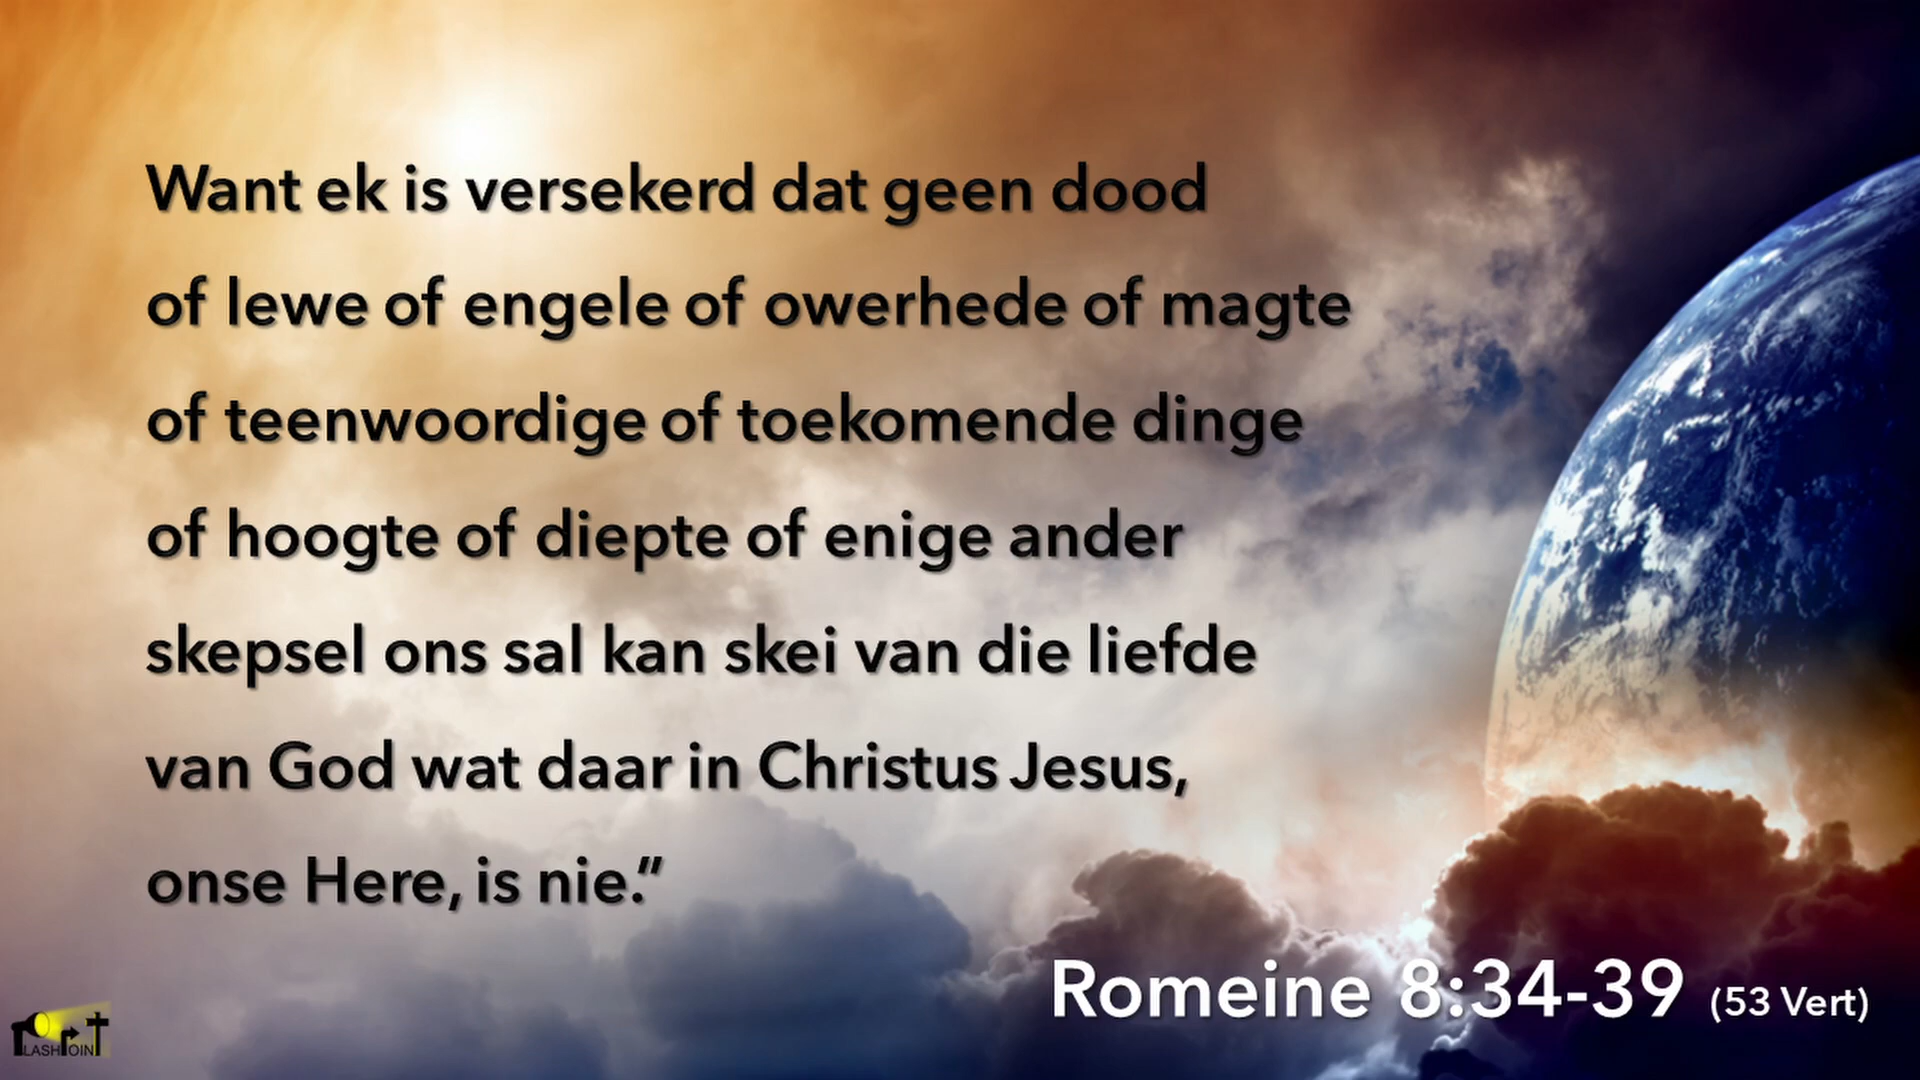 Want ek is versekerd dat geen dood
of lewe of engele of owerhede of magte
of teenwoordige of toekomende dinge
of hoogte of diepte of enige ander
skepsel ons sal kan skei van die liefde
van God wat daar in Christus Jesus,
onse Here, is nie.”
Romeine 8:34-39 (53 Vert)